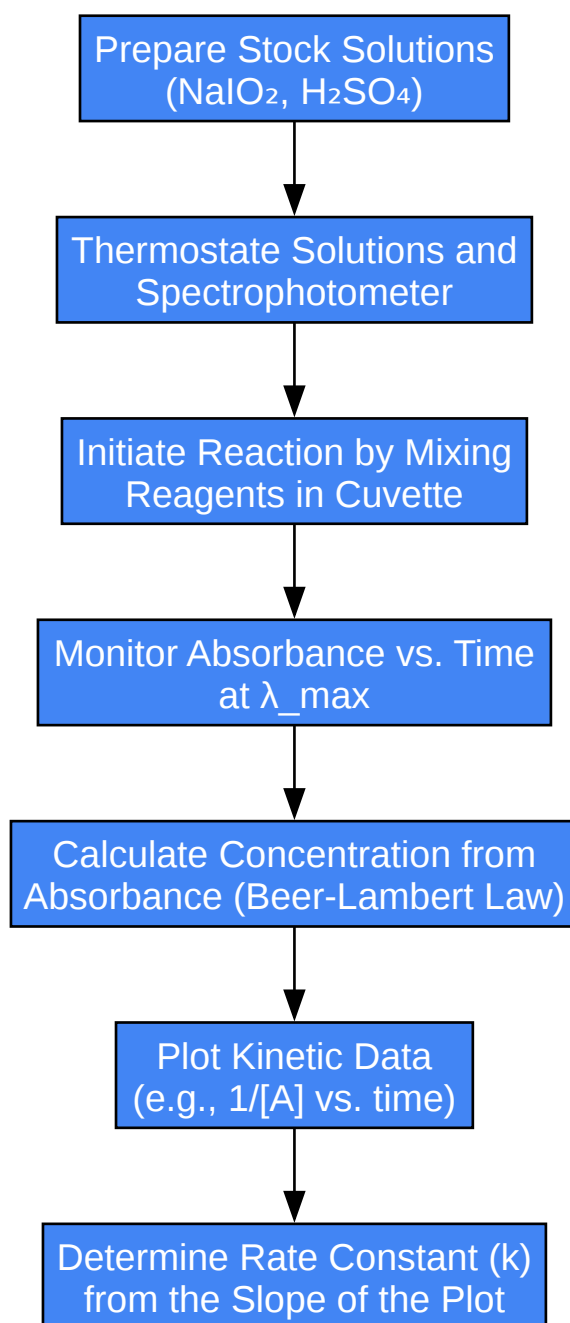 Prepare Stock Solutions
(NaIO₂, H₂SO₄)
Thermostate Solutions and
Spectrophotometer
Initiate Reaction by Mixing
Reagents in Cuvette
Monitor Absorbance vs. Time
at λ_max
Calculate Concentration from
Absorbance (Beer-Lambert Law)
Plot Kinetic Data
(e.g., 1/[A] vs. time)
Determine Rate Constant (k)
from the Slope of the Plot